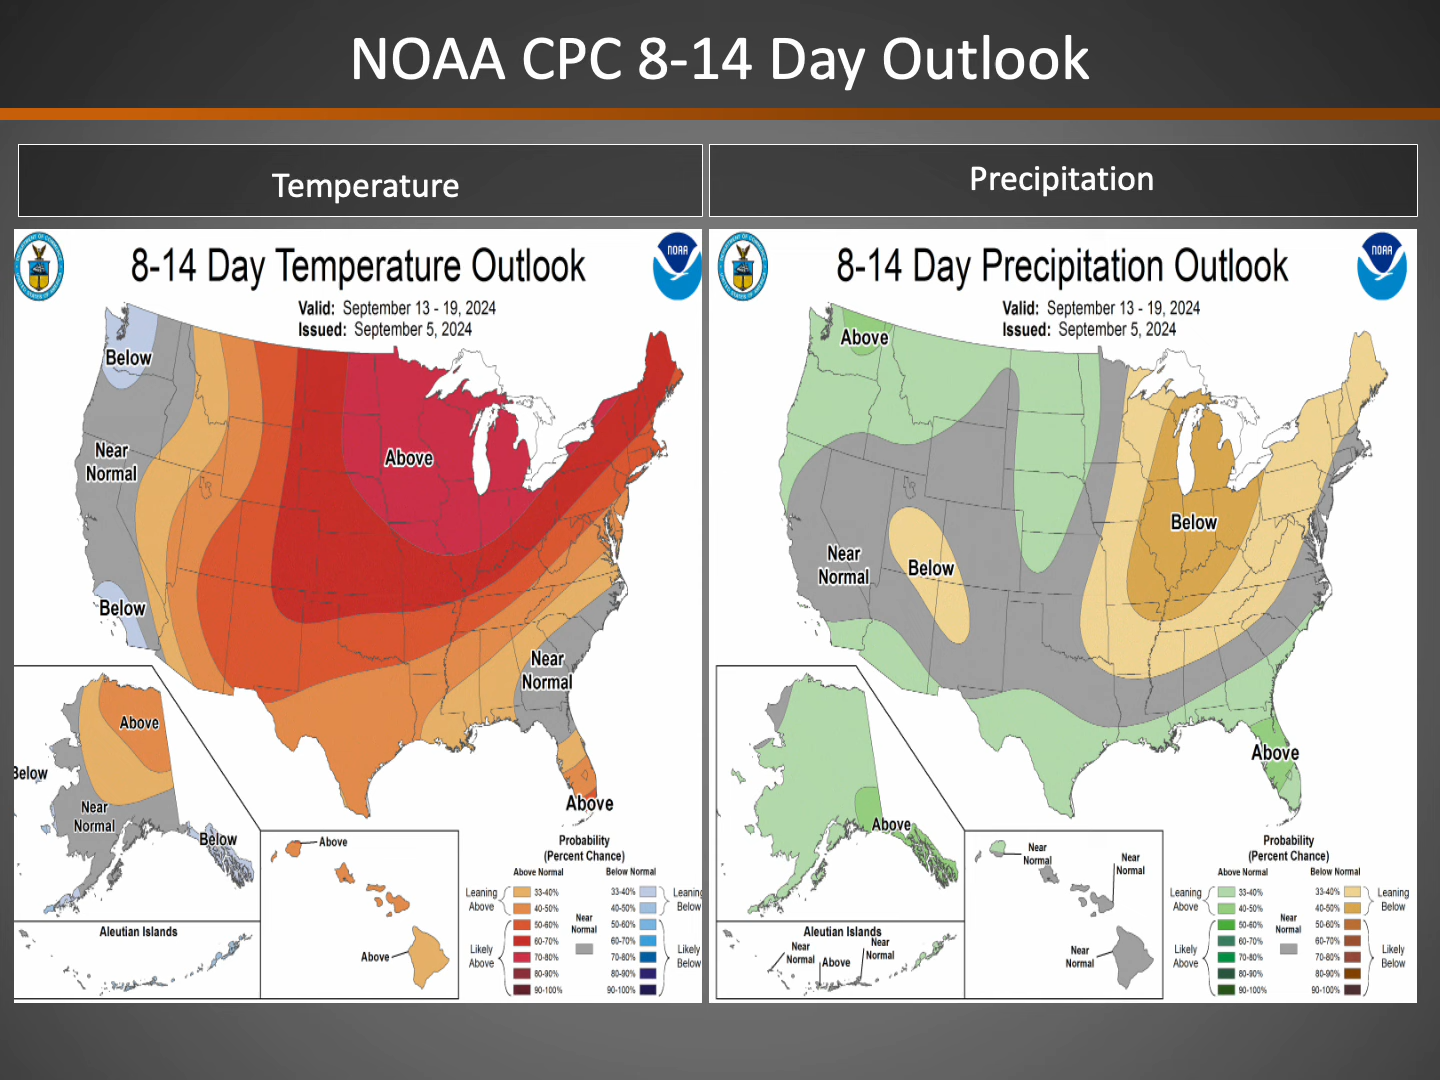 NOAA CPC 8-14 Day Outlook
Temperature
Precipitation
8-14 Day Temperature Outlook
Valid: September 13 - 19, 2024
Issued: September 5, 2024
NOAA
Below
Near
Normal
Above
Below
Near
Normal
Above
Above
Near
Normal
Below
Below
Above
Above
Aleutian Islands
Probability
(Percent Chance)
Above Normal
Below Normal
Leaning
Above
Likely
Above
33-40%
40-50%
50-60%
60-70%
70-80%
80-90%
90-100%
Near
Normal
33-40%
40-50%
50-60%
60-70%
70-80%
80-90%
90-100%
Leaning
Below
Likely
Below
8-14 Day Precipitation Outlook
Valid: September 13 - 19, 2024
Issued: September 5, 2024
NOAA
Above
Near
Normal
Below
Below
Above
Above
Near
Normal
Near
Normal
Near
Normal
Aleutian Islands
Near
Normal
Above
Near
Normal
Probability
(Percent Chance)
Above Normal
Below Normal
Leaning
Above
Likely
Above
33-40%
40-50%
50-60%
60-70%
70-80%
80-90%
90-100%
Near
Normal
33-40%
40-50%
50-60%
60-70%
70-80%
80-90%
90-100%
Leaning
Below
Likely
Below